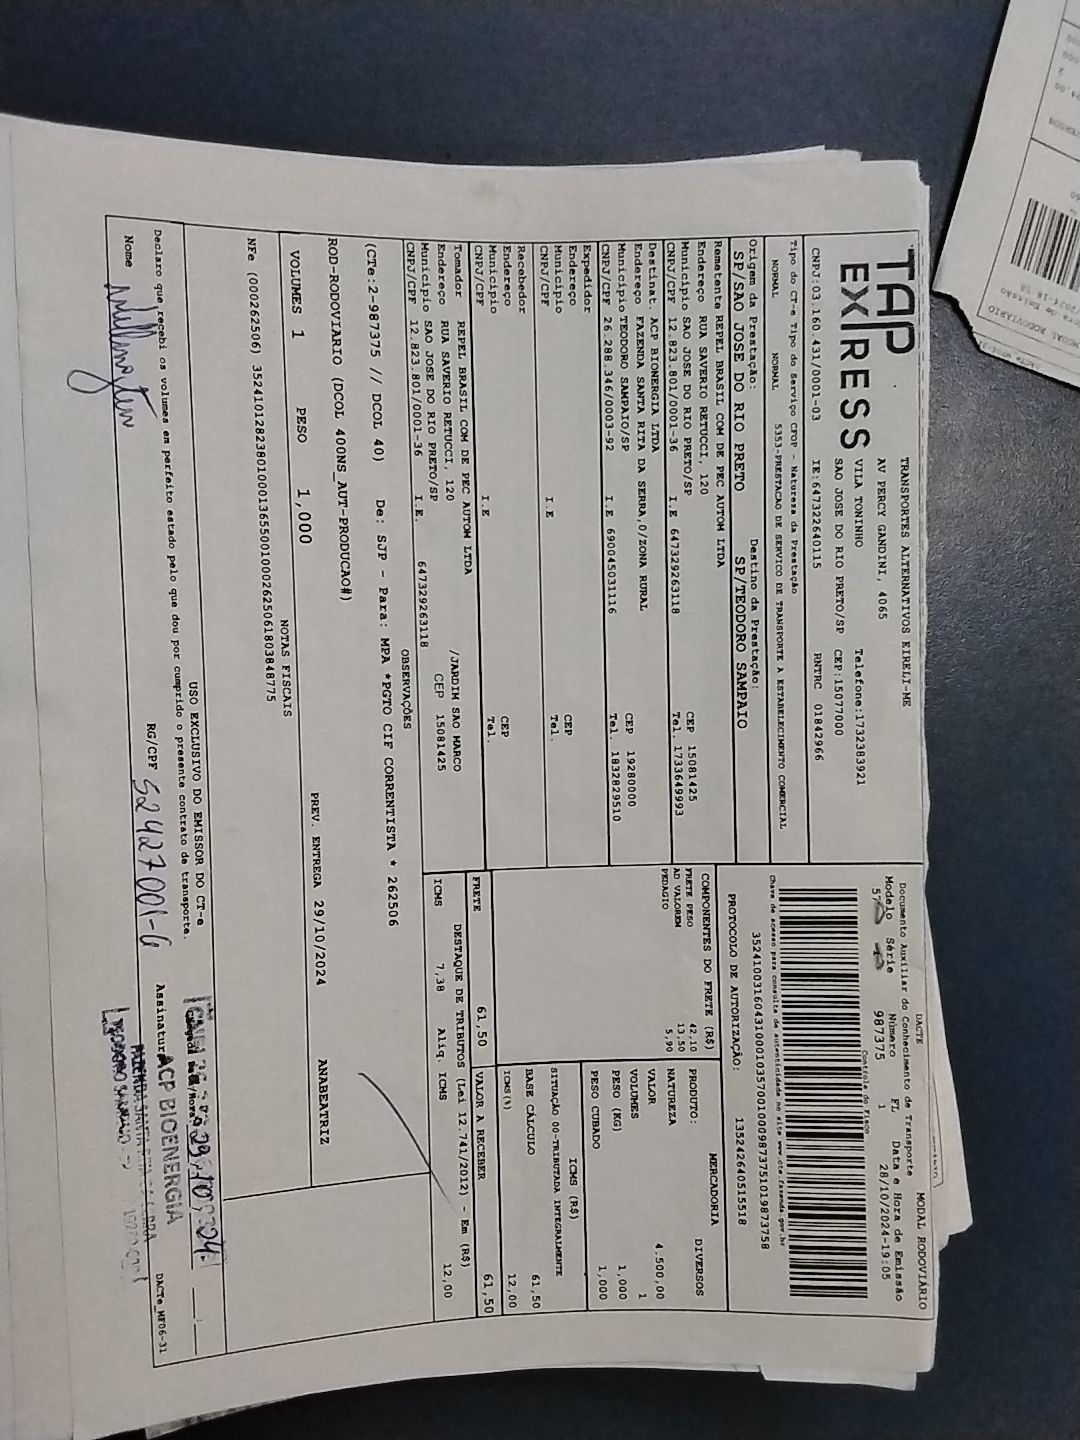 TAP
EXPRESS
TRANSPORTES ALTERNATIVOS EIRELI-ME
AV PERCY GANDINI, 4065
VILA TONINHO Telefone:1732383921
SAO JOSE DO RIO PRETO/SP CEP:15077000
CNPJ:03.160.431/0001-03 IE:647322640115 RNTRC 01842966
DACTE MODAL RODOVIÁRIO
Documento Auxiliar do Conhecimento de Transporte
Modelo Série Número FL Data e Hora de Emissão
57 987375 1 28/10/2024-19:05
Controle do Fisco
Chave de acesso para consulta de autenticidade no site www.cte.fazenda.gov.br
35241003160431000103570010009873751019873758
PROTOCOLO DE AUTORIZAÇÃO: 135242640515518
Tipo do CT-e Tipo do Serviço CFOP - Natureza da Prestação
NORMAL NORMAL 5353-PRESTACAO DE SERVICO DE TRANSPORTE A ESTABELECIMENTO COMERCIAL
Origem da Prestação: Destino da Prestação:
SP/SAO JOSE DO RIO PRETO SP/TEODORO SAMPAIO
Remetente REPEL BRASIL COM DE PEC AUTOM LTDA
Endereço RUA SAVERIO RETUCCI, 120
Município SAO JOSE DO RIO PRETO/SP CEP 15081425
CNPJ/CPF 12.823.801/0001-36 I.E 647329263118 Tel. 1733649993
Destinat ACP BIONERGIA LTDA
Endereço FAZENDA SANTA RITA DA SERRA,0/ZONA RURAL
Município TEODORO SAMPAIO/SP CEP 19280000
CNPJ/CPF 26.288.346/0003-92 I.E 690045031116 Tel. 1832829510
Expedidor
Endereço
Município CEP
CNPJ/CPF I.E Tel.
Recebedor
Endereço
Município CEP
CNPJ/CPF I.E Tel.
Tomador REPEL BRASIL COM DE PEC AUTOM LTDA
Endereço RUA SAVERIO RETUCCI, 120 /JARDIM SAO MARCO
Município SAO JOSE DO RIO PRETO/SP CEP 15081425
CNPJ/CPF 12.823.801/0001-36 I.E. 647329263118
COMPONENTES DO FRETE (R$)
FRETE PESO 42,10
AD VALOREM 13,50
PEDAGIO 5,90
MERCADORIA
PRODUTO: DIVERSOS
NATUREZA
VALOR 4.500,00
VOLUMES 1
PESO (KG) 1,000
PESO CUBADO 1,000
ICMS (R$)
SITUAÇÃO 00-TRIBUTADA INTEGRALMENTE
BASE CÁLCULO 61,50
ICMS(%) 12,00
FRETE 61,50 VALOR A RECEBER 61,50
DESTAQUE DE TRIBUTOS (Lei 12.741/2012) - Em (R$)
ICMS 7,38 Aliq. ICMS 12,00
OBSERVAÇÕES
(CTe:2-987375 // DCOL 40) De: SJP - Para: MPA *PGTO CIF CORRENTISTA * 262506
ROD-RODOVIARIO (DCOL 400NS_AUT-PRODUCAO#)
VOLUMES 1 PESO 1,000 PREV. ENTREGA 29/10/2024 ANABEATRIZ
NOTAS FISCAIS
NFe (000262506) 35241012823801000136550010002625061803848775
USO EXCLUSIVO DO EMISSOR DO CT-e
Declaro que recebi os volumes em perfeito estado pelo que dou por cumprido o presente contrato de transporte.
Nome RG/CPF 52427001-6 Assinatura
ACP BIOENERGIA
DACTe_MF06-31